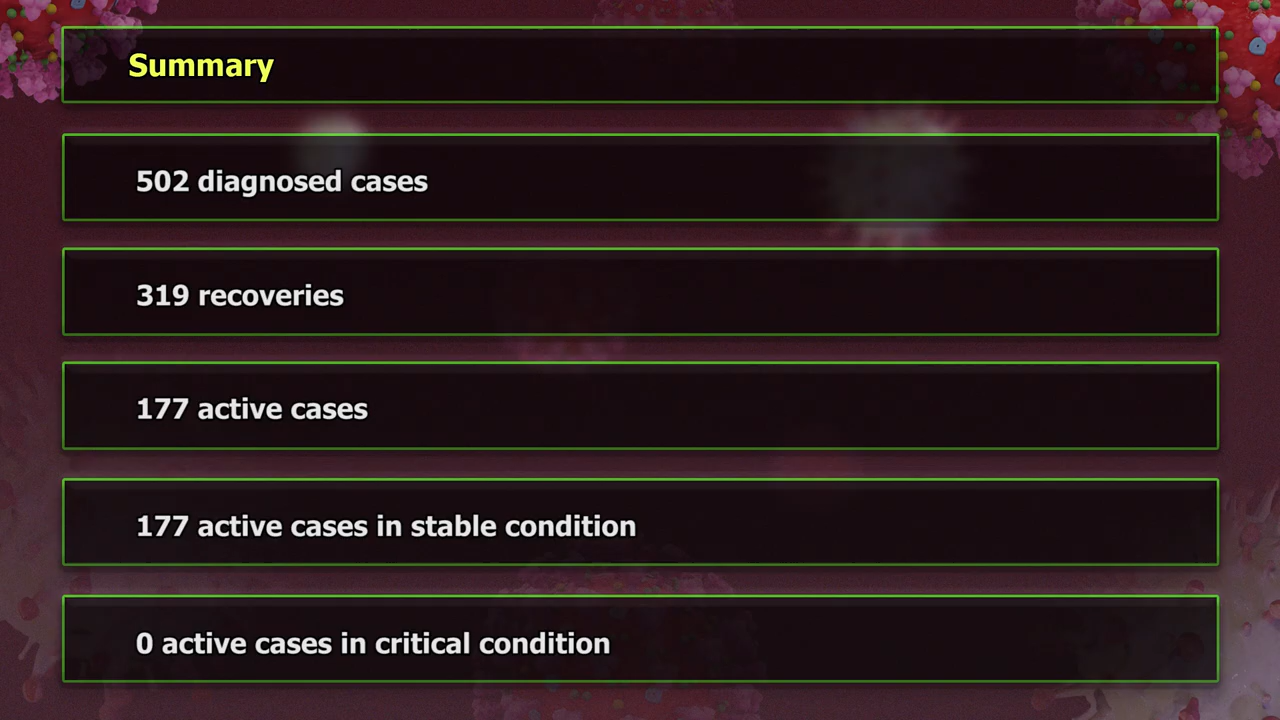 Summary
502 diagnosed cases
319 recoveries
177 active cases
177 active cases in stable condition
0 active cases in critical condition